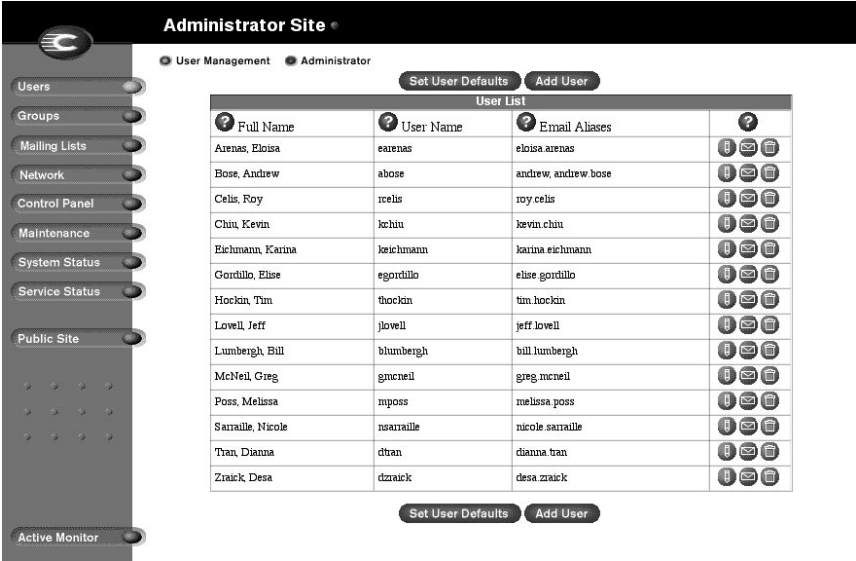 Administrator Site
User Management Administrator
Users
Groups
Mailing Lists
Network
Control Panel
Maintenance
System Status
Service Status
Public Site
Active Monitor
Set User Defaults Add User
User List
? Full Name ? User Name ? Email Aliases ?
Arenas, Eloisa earenas eloisa.arenas
Bose, Andrew abose andrew, andrew.bose
Celis, Roy rcelis roy.celis
Chiu, Kevin kchiu kevin.chiu
Eichmann, Karina keichmann karina.eichmann
Gordillo, Elise egordillo elise.gordillo
Hockin, Tim thockin tim.hockin
Lovell, Jeff jlovell jeff.lovell
Lumbergh, Bill blumbergh bill.lumbergh
McNeil, Greg gmcneil greg.mcneil
Poss, Melissa mposs melissa.poss
Sarraille, Nicole nsarraille nicole.sarraille
Tran, Dianna dtran dianna.tran
Zraick, Desa dzraick desa.zraick
Set User Defaults Add User